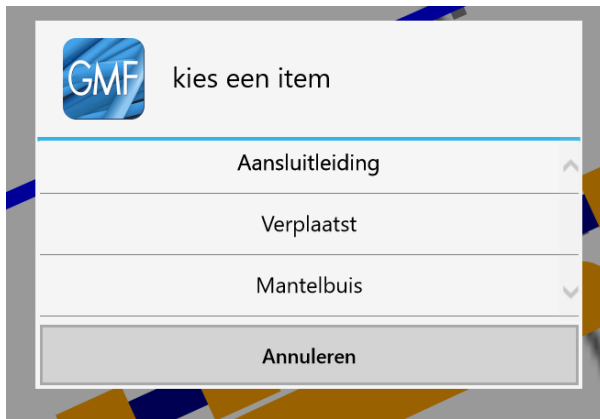 GMF
kies een item
Aansluitleiding
Verplaatst
Mantelbuis
Annuleren